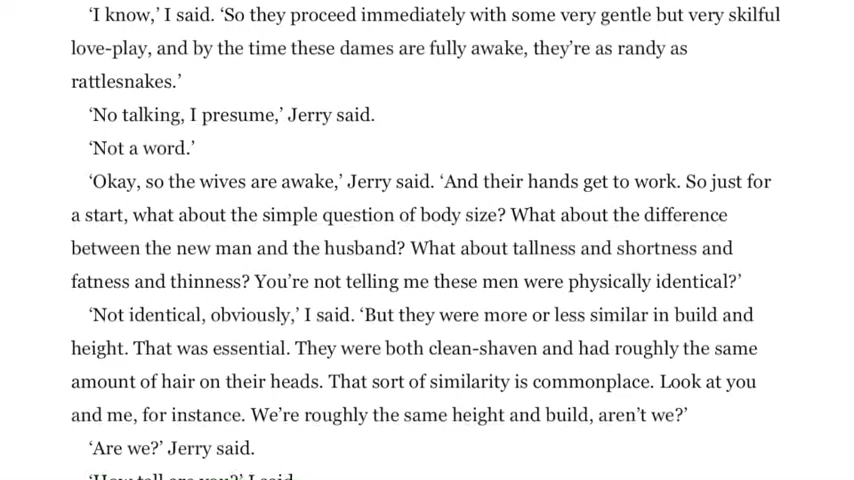 ‘I know,’ I said. ‘So they proceed immediately with some very gentle but very skilful
love-play, and by the time these dames are fully awake, they’re as randy as
rattlesnakes.’
‘No talking, I presume,’ Jerry said.
‘Not a word.’
‘Okay, so the wives are awake,’ Jerry said. ‘And their hands get to work. So just for
a start, what about the simple question of body size? What about the difference
between the new man and the husband? What about tallness and shortness and
fatness and thinness? You’re not telling me these men were physically identical?’
‘Not identical, obviously,’ I said. ‘But they were more or less similar in build and
height. That was essential. They were both clean-shaven and had roughly the same
amount of hair on their heads. That sort of similarity is commonplace. Look at you
and me, for instance. We’re roughly the same height and build, aren’t we?’
‘Are we?’ Jerry said.
‘How tall are you?’ I said.